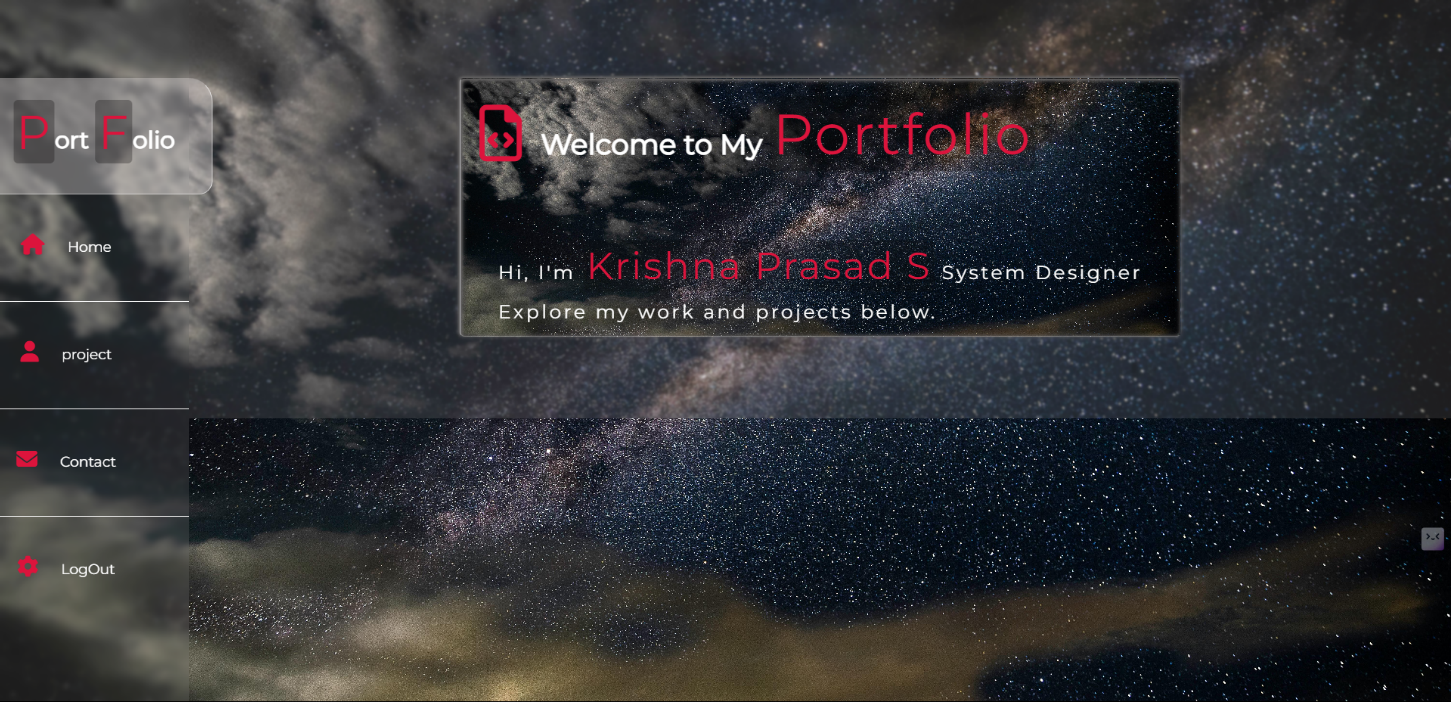 Port Folio
Home
project
Contact
LogOut
Welcome to My Portfolio
Hi, I'm Krishna Prasad S System Designer
Explore my work and projects below.